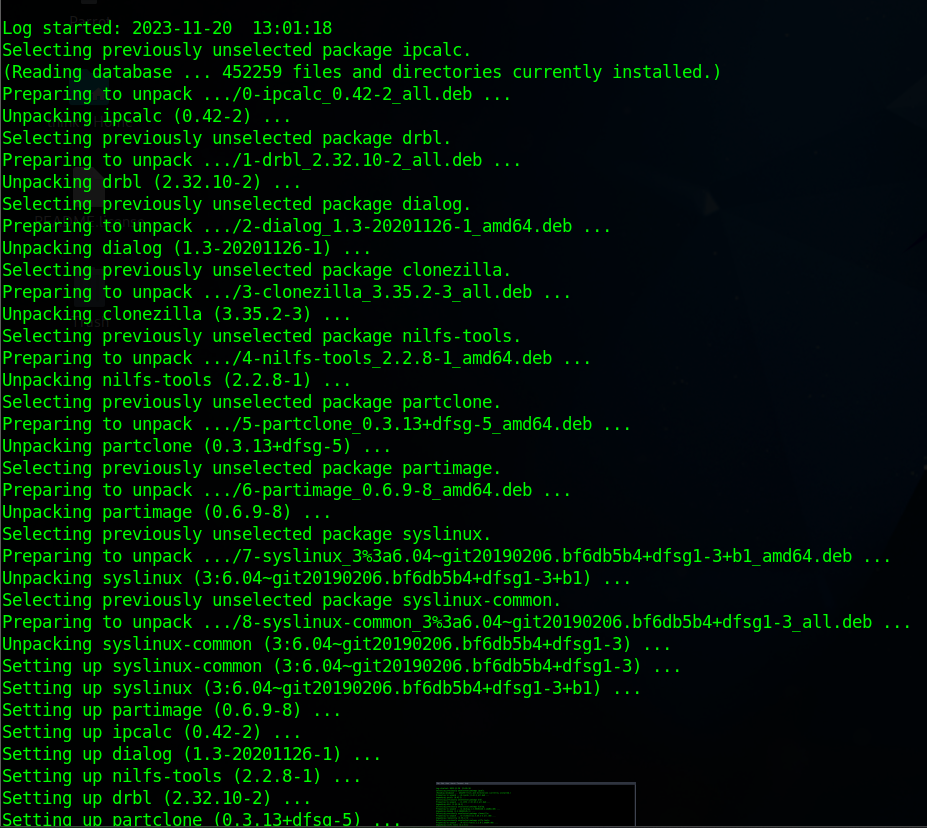 Log started: 2023-11-20  13:01:18
Selecting previously unselected package ipcalc.
(Reading database ... 452259 files and directories currently installed.)
Preparing to unpack .../0-ipcalc_0.42-2_all.deb ...
Unpacking ipcalc (0.42-2) ...
Selecting previously unselected package drbl.
Preparing to unpack .../1-drbl_2.32.10-2_all.deb ...
Unpacking drbl (2.32.10-2) ...
Selecting previously unselected package dialog.
Preparing to unpack .../2-dialog_1.3-20201126-1_amd64.deb ...
Unpacking dialog (1.3-20201126-1) ...
Selecting previously unselected package clonezilla.
Preparing to unpack .../3-clonezilla_3.35.2-3_all.deb ...
Unpacking clonezilla (3.35.2-3) ...
Selecting previously unselected package nilfs-tools.
Preparing to unpack .../4-nilfs-tools_2.2.8-1_amd64.deb ...
Unpacking nilfs-tools (2.2.8-1) ...
Selecting previously unselected package partclone.
Preparing to unpack .../5-partclone_0.3.13+dfsg-5_amd64.deb ...
Unpacking partclone (0.3.13+dfsg-5) ...
Selecting previously unselected package partimage.
Preparing to unpack .../6-partimage_0.6.9-8_amd64.deb ...
Unpacking partimage (0.6.9-8) ...
Selecting previously unselected package syslinux.
Preparing to unpack .../7-syslinux_3%3a6.04~git20190206.bf6db5b4+dfsg1-3+b1_amd64.deb ...
Unpacking syslinux (3:6.04~git20190206.bf6db5b4+dfsg1-3+b1) ...
Selecting previously unselected package syslinux-common.
Preparing to unpack .../8-syslinux-common_3%3a6.04~git20190206.bf6db5b4+dfsg1-3_all.deb ...
Unpacking syslinux-common (3:6.04~git20190206.bf6db5b4+dfsg1-3) ...
Setting up syslinux-common (3:6.04~git20190206.bf6db5b4+dfsg1-3) ...
Setting up syslinux (3:6.04~git20190206.bf6db5b4+dfsg1-3+b1) ...
Setting up partimage (0.6.9-8) ...
Setting up ipcalc (0.42-2) ...
Setting up dialog (1.3-20201126-1) ...
Setting up nilfs-tools (2.2.8-1) ...
Setting up drbl (2.32.10-2) ...
Setting up partclone (0.3.13+dfsg-5) ...